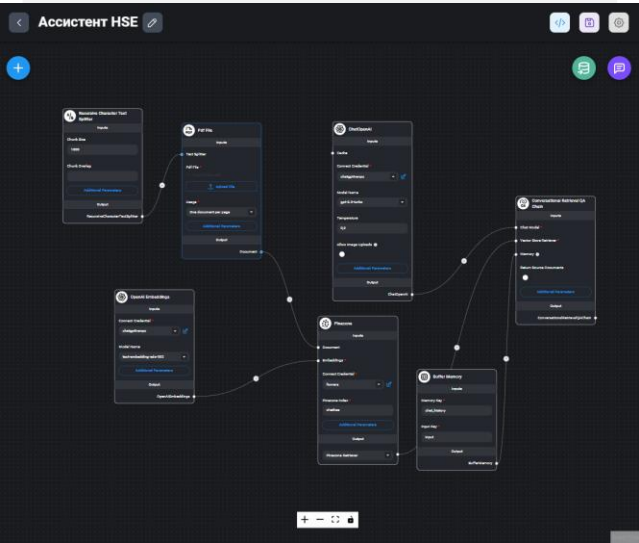 Ассистент HSE
Recursive Character Text
Splitter
Inputs
Chunk Size
1000
Chunk Overlap
Additional Parameters
Output
RecursiveCharacterTextSplitter
Pdf File
Inputs
Text Splitter
Pdf File *
Upload File
Usage *
One document per page
Additional Parameters
Output
Document
ChatOpenAI
Inputs
Cache
Connect Credential *
Model Name
Temperature
0,5
Allow Image Uploads
Additional Parameters
Output
ChatOpenAI
Conversational Retrieval QA
Chain
Inputs
Chat Model *
Vector Store Retriever *
Memory
Return Source Documents
Additional Parameters
Output
ConversationalRetrievalQAChain
OpenAI Embeddings
Inputs
Connect Credential *
Model Name
text-embedding-ada-002
Additional Parameters
Output
OpenAIEmbeddings
Pinecone
Inputs
Document
Embeddings *
Connect Credential *
Pinecone Index *
Additional Parameters
Output
Pinecone Retriever
Buffer Memory
Inputs
Memory Key *
chat_history
Input Key *
input
Output
BufferMemory